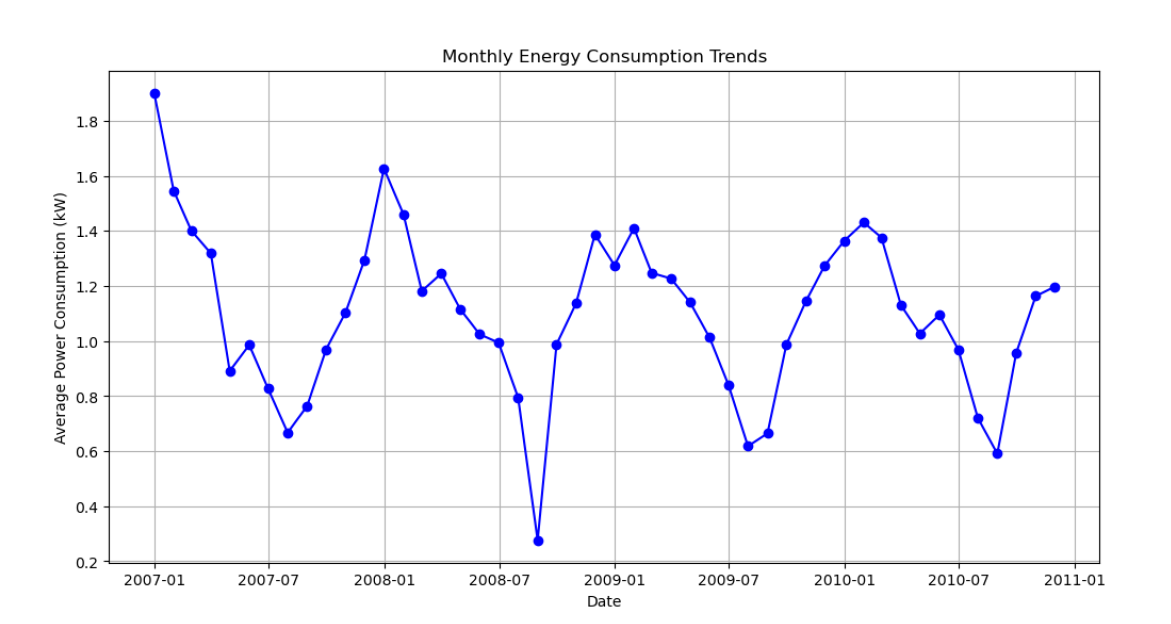 Monthly Energy Consumption Trends
Average Power Consumption (kW)
1.8
1.6
1.4
1.2
1.0
0.8
0.6
0.4
0.2
2007-01 2007-07 2008-01 2008-07 2009-01 2009-07 2010-01 2010-07 2011-01
Date